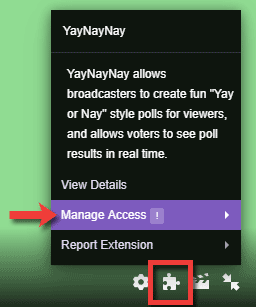 YayNayNay
YayNayNay allows
broadcasters to create fun "Yay
or Nay" style polls for viewers,
and allows voters to see poll
results in real time.
View Details
Manage Access !
Report Extension